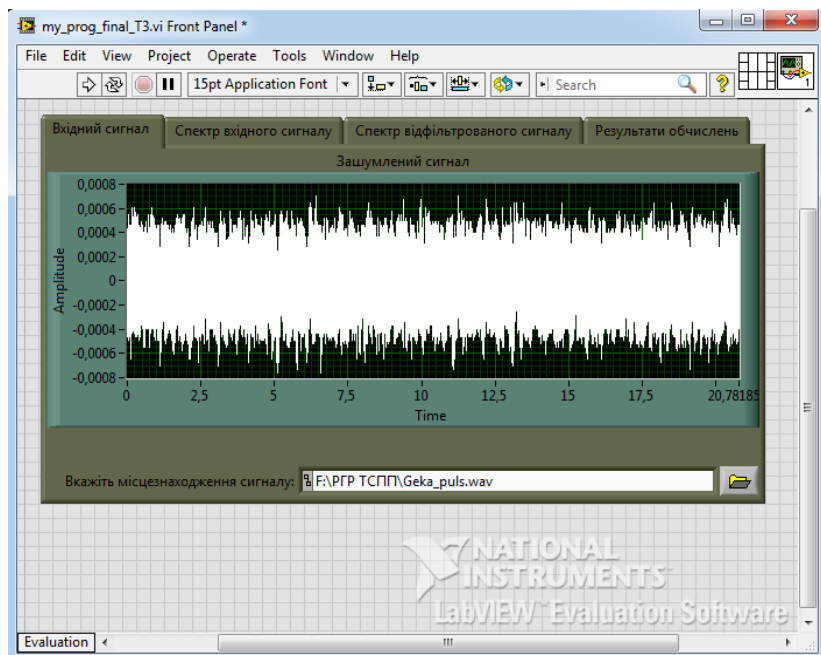 my_prog_final_T3.vi Front Panel *
File Edit View Project Operate Tools Window Help
15pt Application Font Search
1
Вхідний сигнал Спектр вхідного сигналу Спектр відфільтрованого сигналу Результати обчислень
Зашумлений сигнал
Amplitude
0,0008
0,0006
0,0004
0,0002
0
-0,0002
-0,0004
-0,0006
-0,0008
0 2,5 5 7,5 10 12,5 15 17,5 20,78185
Time
Вкажіть місцезнаходження сигналу: F:\РГР ТСПП\Geka_puls.wav
NATIONAL
INSTRUMENTS
LabVIEW™ Evaluation Software
Evaluation